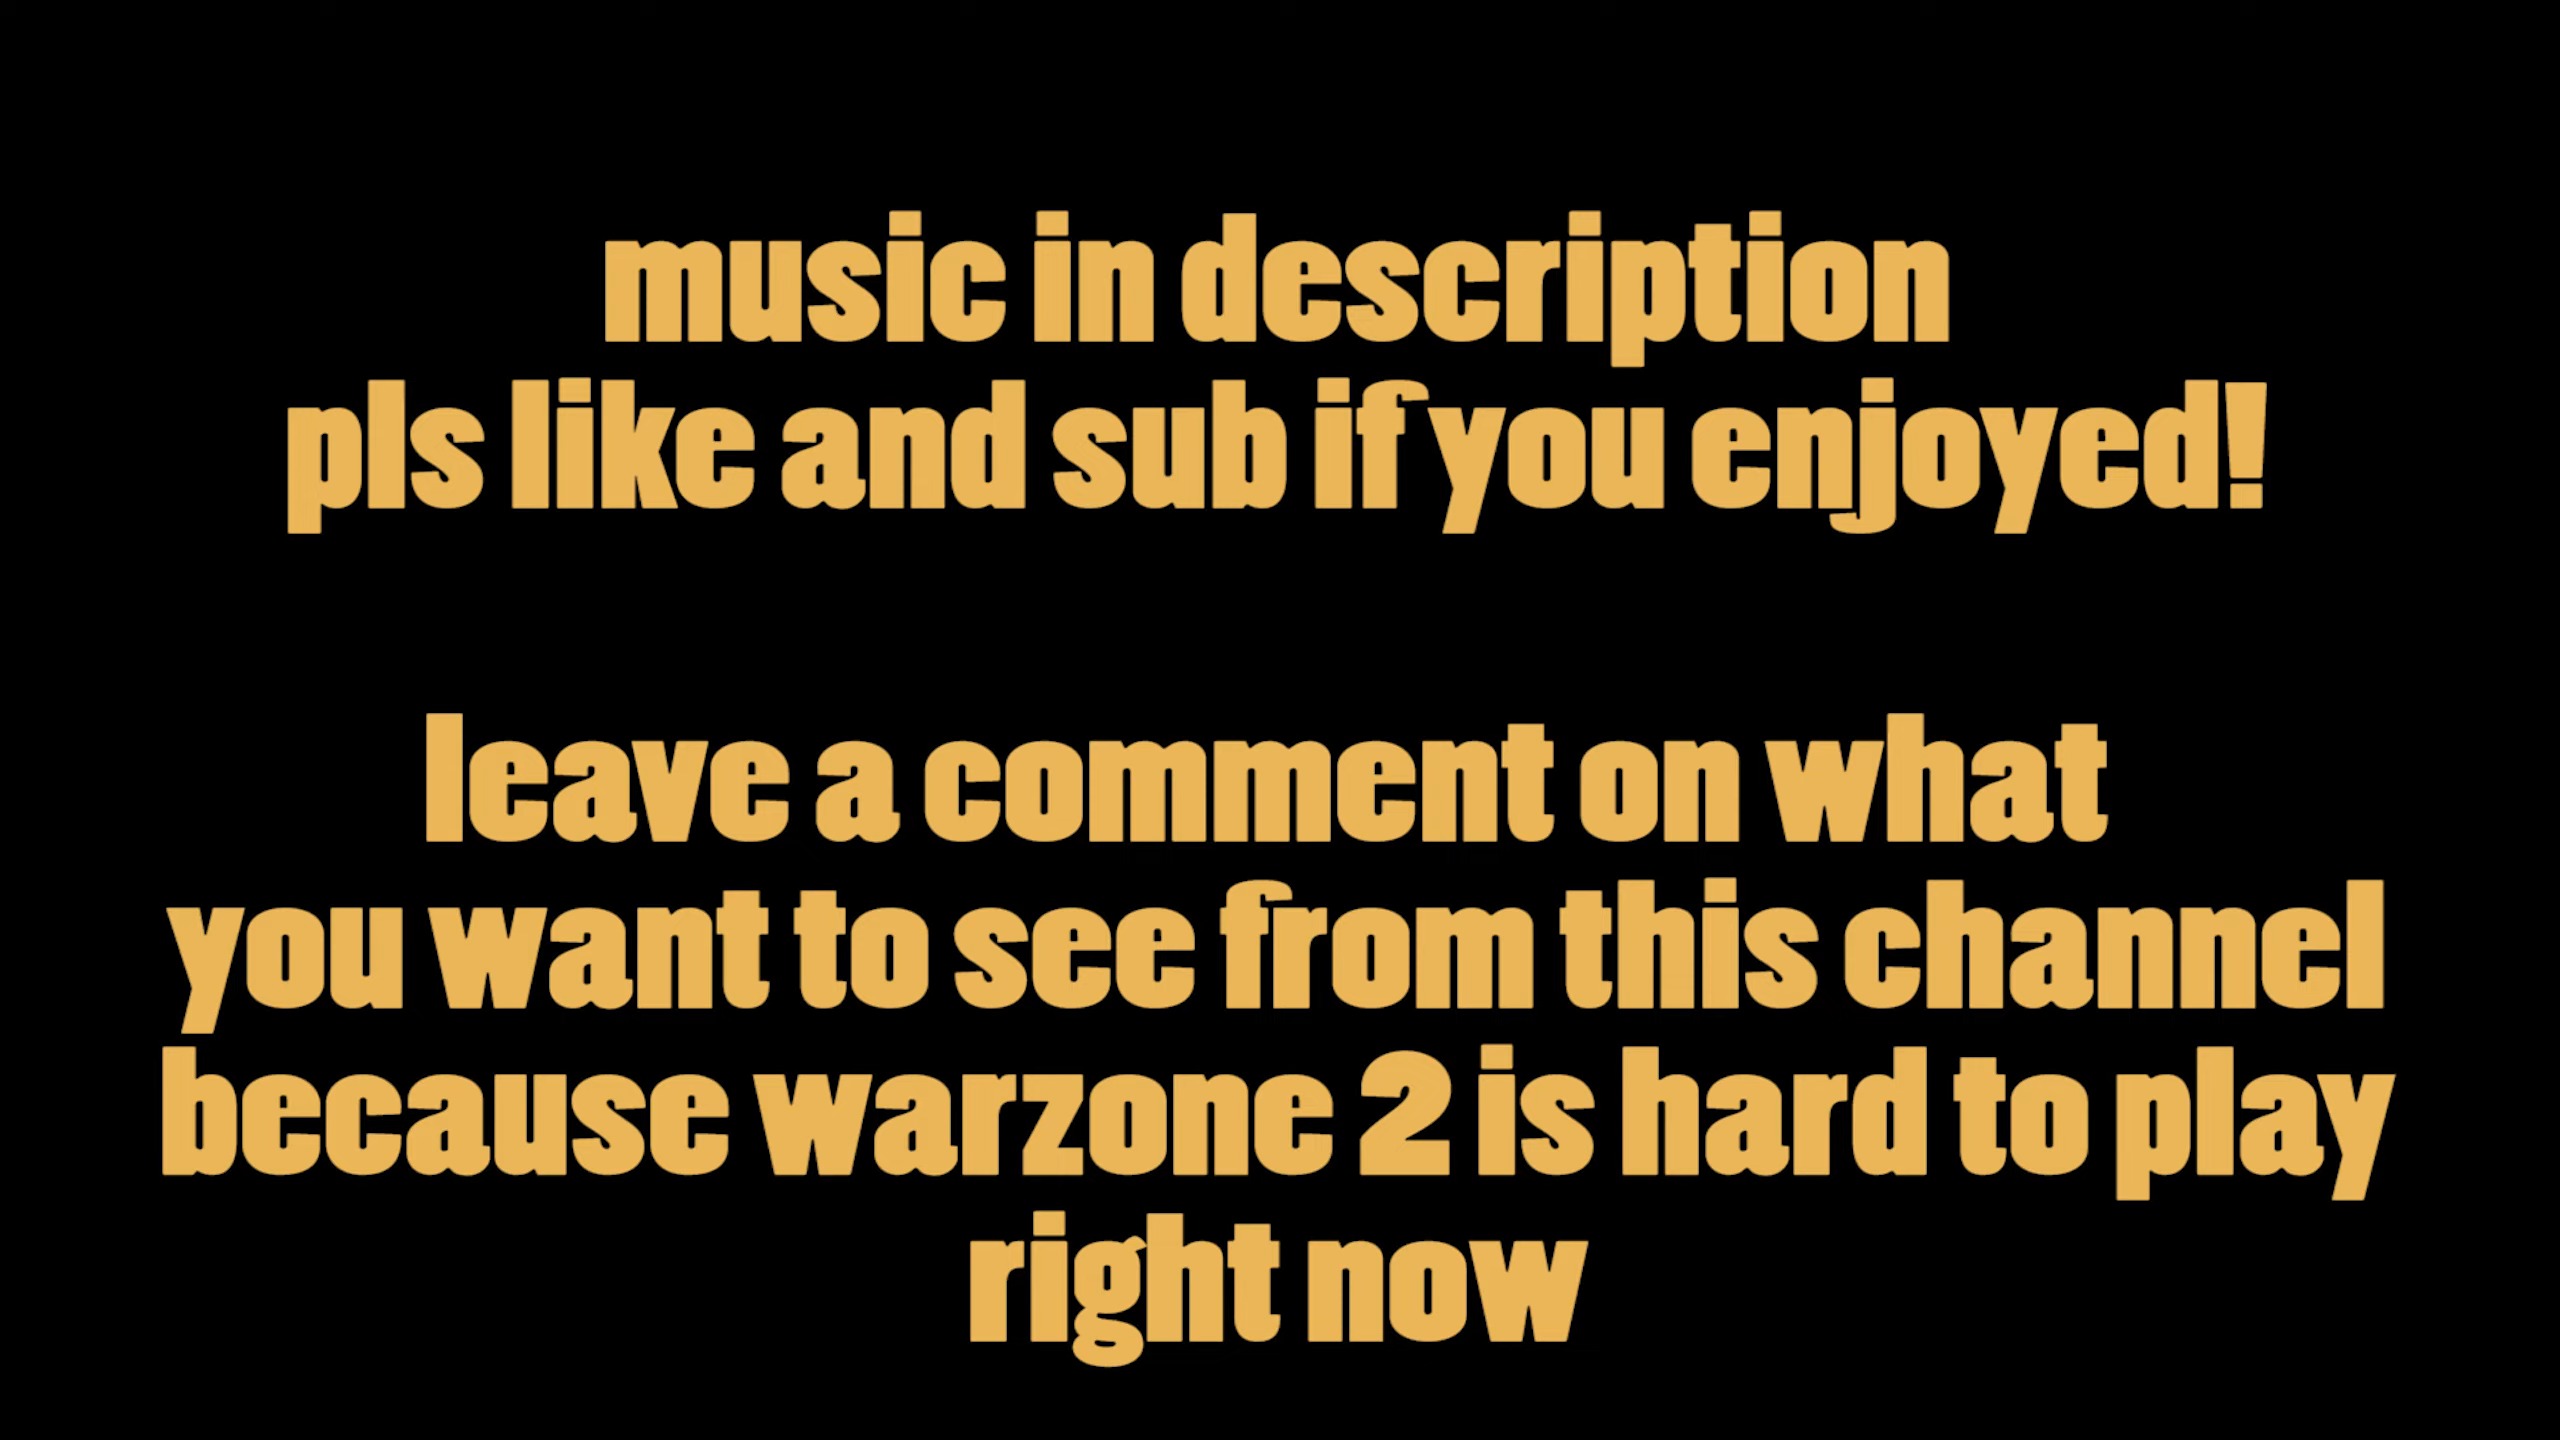 music in description
pls like and sub if you enjoyed!
leave a comment on what
you want to see from this channel
because warzone 2 is hard to play
right now